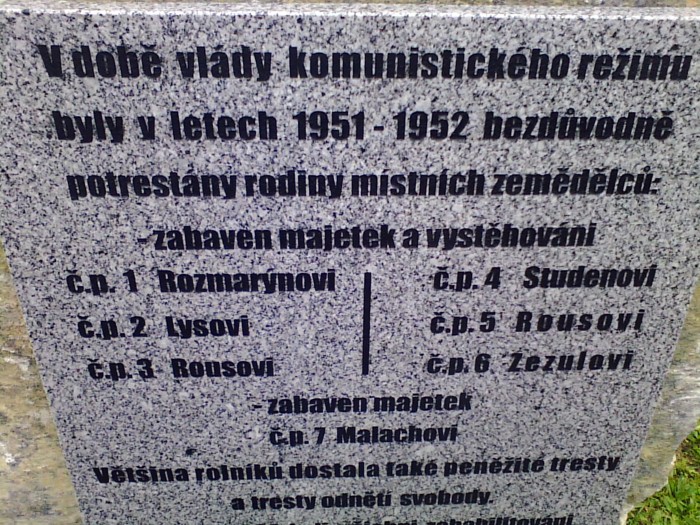 V době vlády komunistického režimu
byly v letech 1951 - 1952 bezdůvodně
potrestány rodiny místních zemědělců:
- zabaven majetek a vystěhováni
č.p. 1 Rozmarýnovi č.p. 4 Studenovi
č.p. 2 Lysovi č.p. 5 Rousovi
č.p. 3 Rousovi č.p. 6 Zezulovi
- zabaven majetek
č.p. 7 Malachovi
Většina rolníků dostala také peněžité tresty
a tresty odnětí svobody.